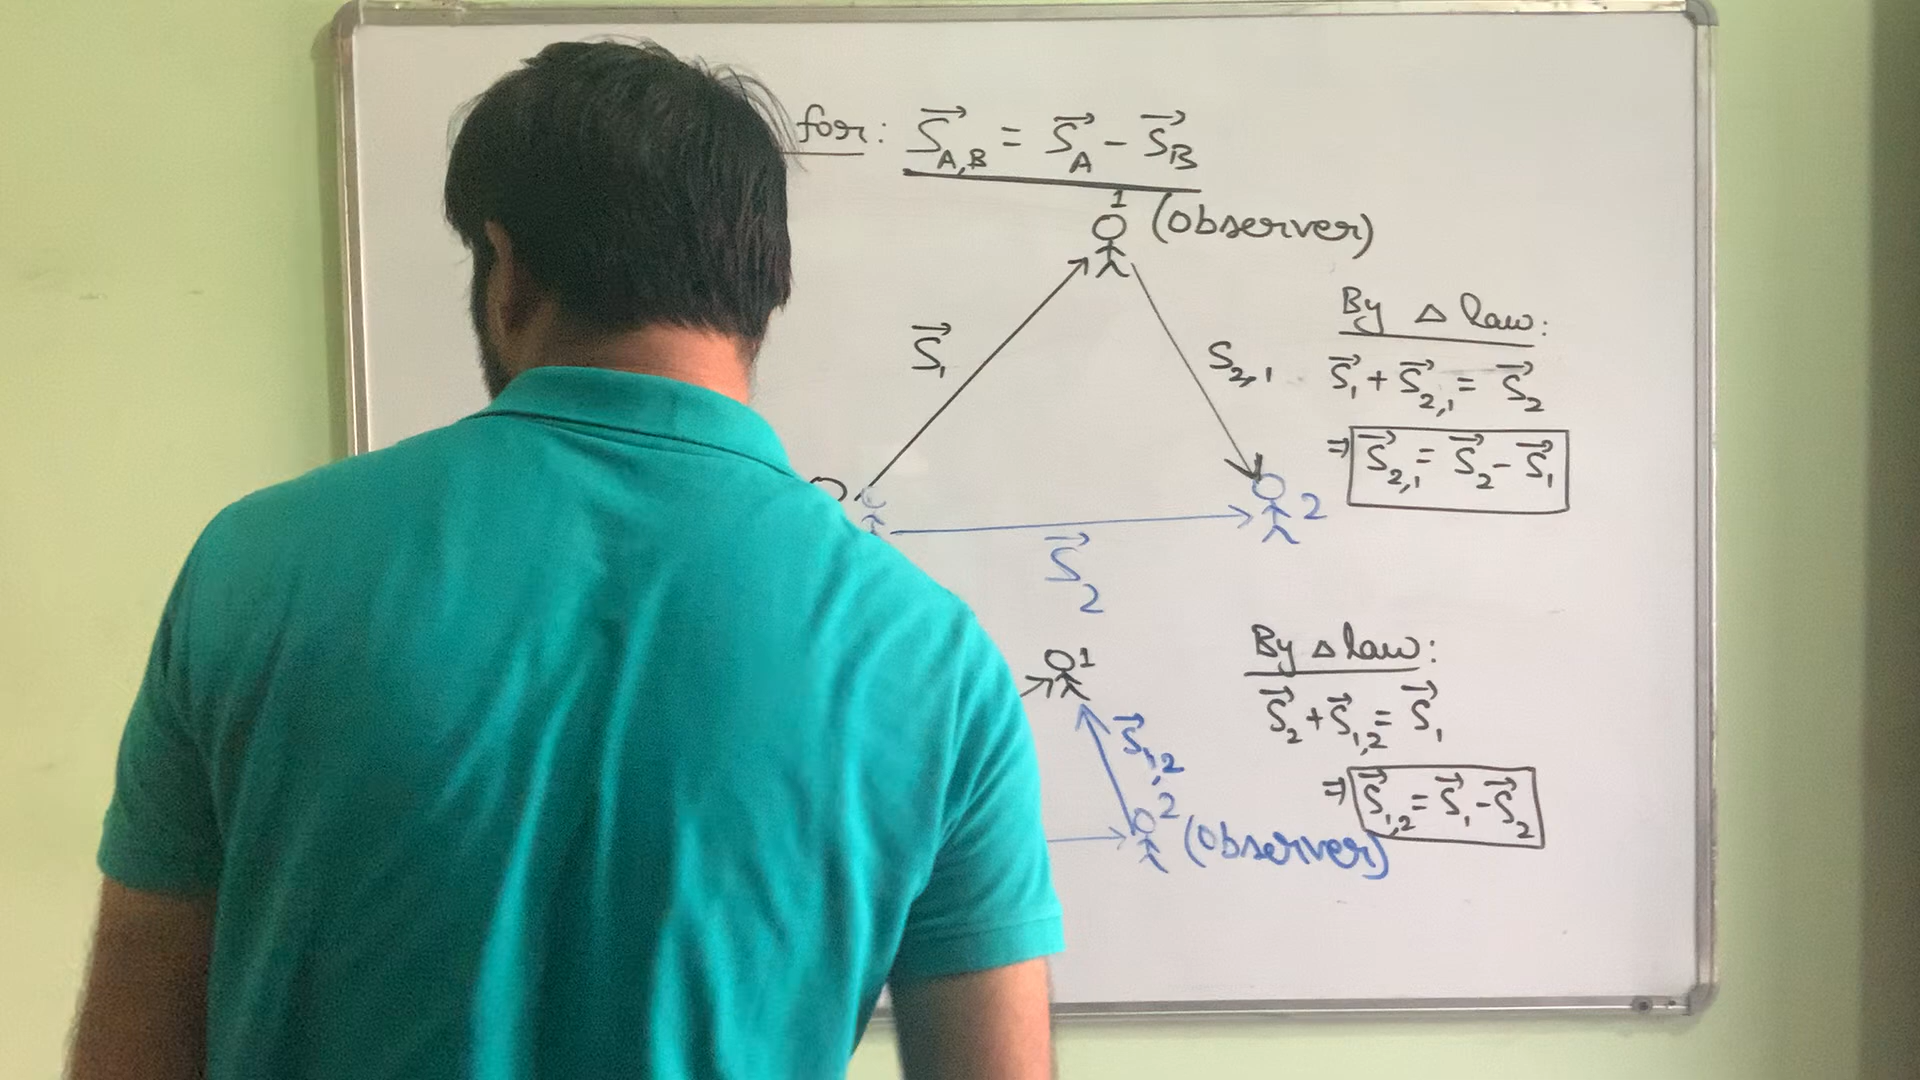 for: S⃗A,B = S⃗A - S⃗B
1
(observer)
S⃗1
S2,1
By Δ law:
S⃗1 + S⃗2,1 = S⃗2
⇒ S⃗2,1 = S⃗2 - S⃗1
2
S⃗2
1
S⃗1,2
2
(observer)
By Δ law:
S⃗2 + S⃗1,2 = S⃗1
⇒ S⃗1,2 = S⃗1 - S⃗2